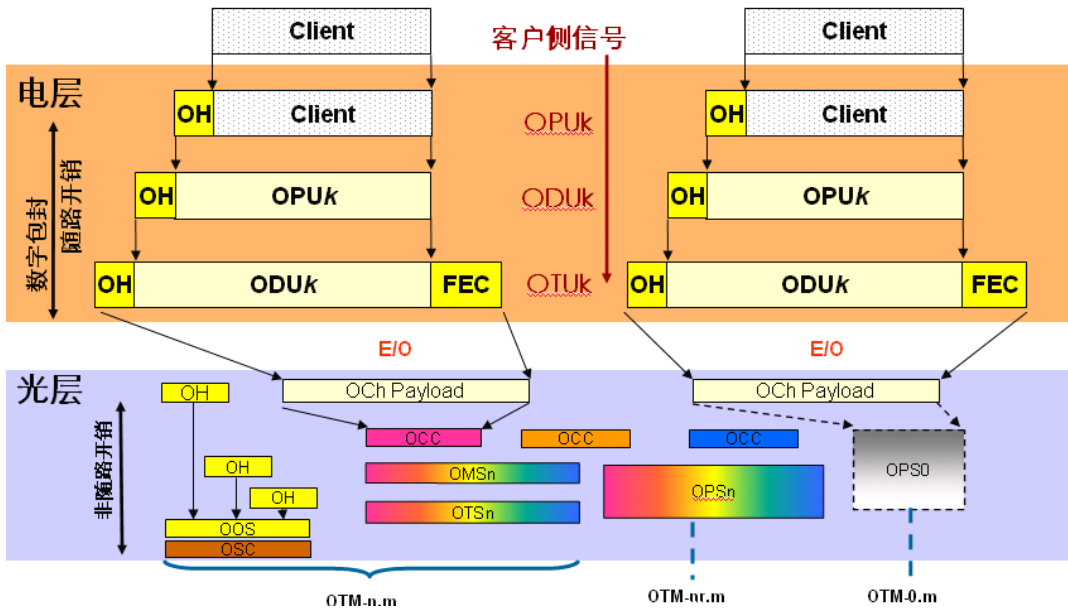 Client
客户侧信号
Client
电层
OH
Client
OPUk
OH
Client
数字包封
随路开销
OH
OPUk
ODUk
OH
OPUk
OH
ODUk
FEC
OTUk
OH
ODUk
FEC
E/O
E/O
光层
OH
OCh Payload
OCh Payload
非随路开销
OCC
OCC
OCC
OH
OMSn
OPSn
OPS0
OH
OTSn
OOS
OSC
OTM-n.m
OTM-nr.m
OTM-0.m